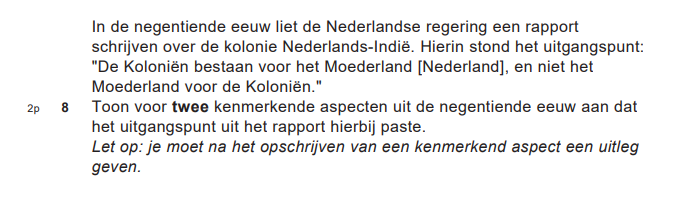 In de negentiende eeuw liet de Nederlandse regering een rapport
schrijven over de kolonie Nederlands-Indië. Hierin stond het uitgangspunt:
"De Koloniën bestaan voor het Moederland [Nederland], en niet het
Moederland voor de Koloniën."
2p 8 Toon voor twee kenmerkende aspecten uit de negentiende eeuw aan dat
het uitgangspunt uit het rapport hierbij paste.
Let op: je moet na het opschrijven van een kenmerkend aspect een uitleg
geven.